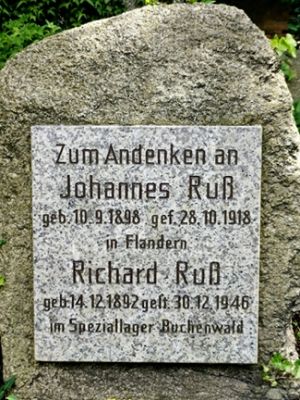 Zum Andenken an
Johannes Ruß
geb. 10.9.1898 gef. 28.10.1918
in Flandern
Richard Ruß
geb.14.12.1892 gest. 30.12.1946
im Speziallager Buchenwald